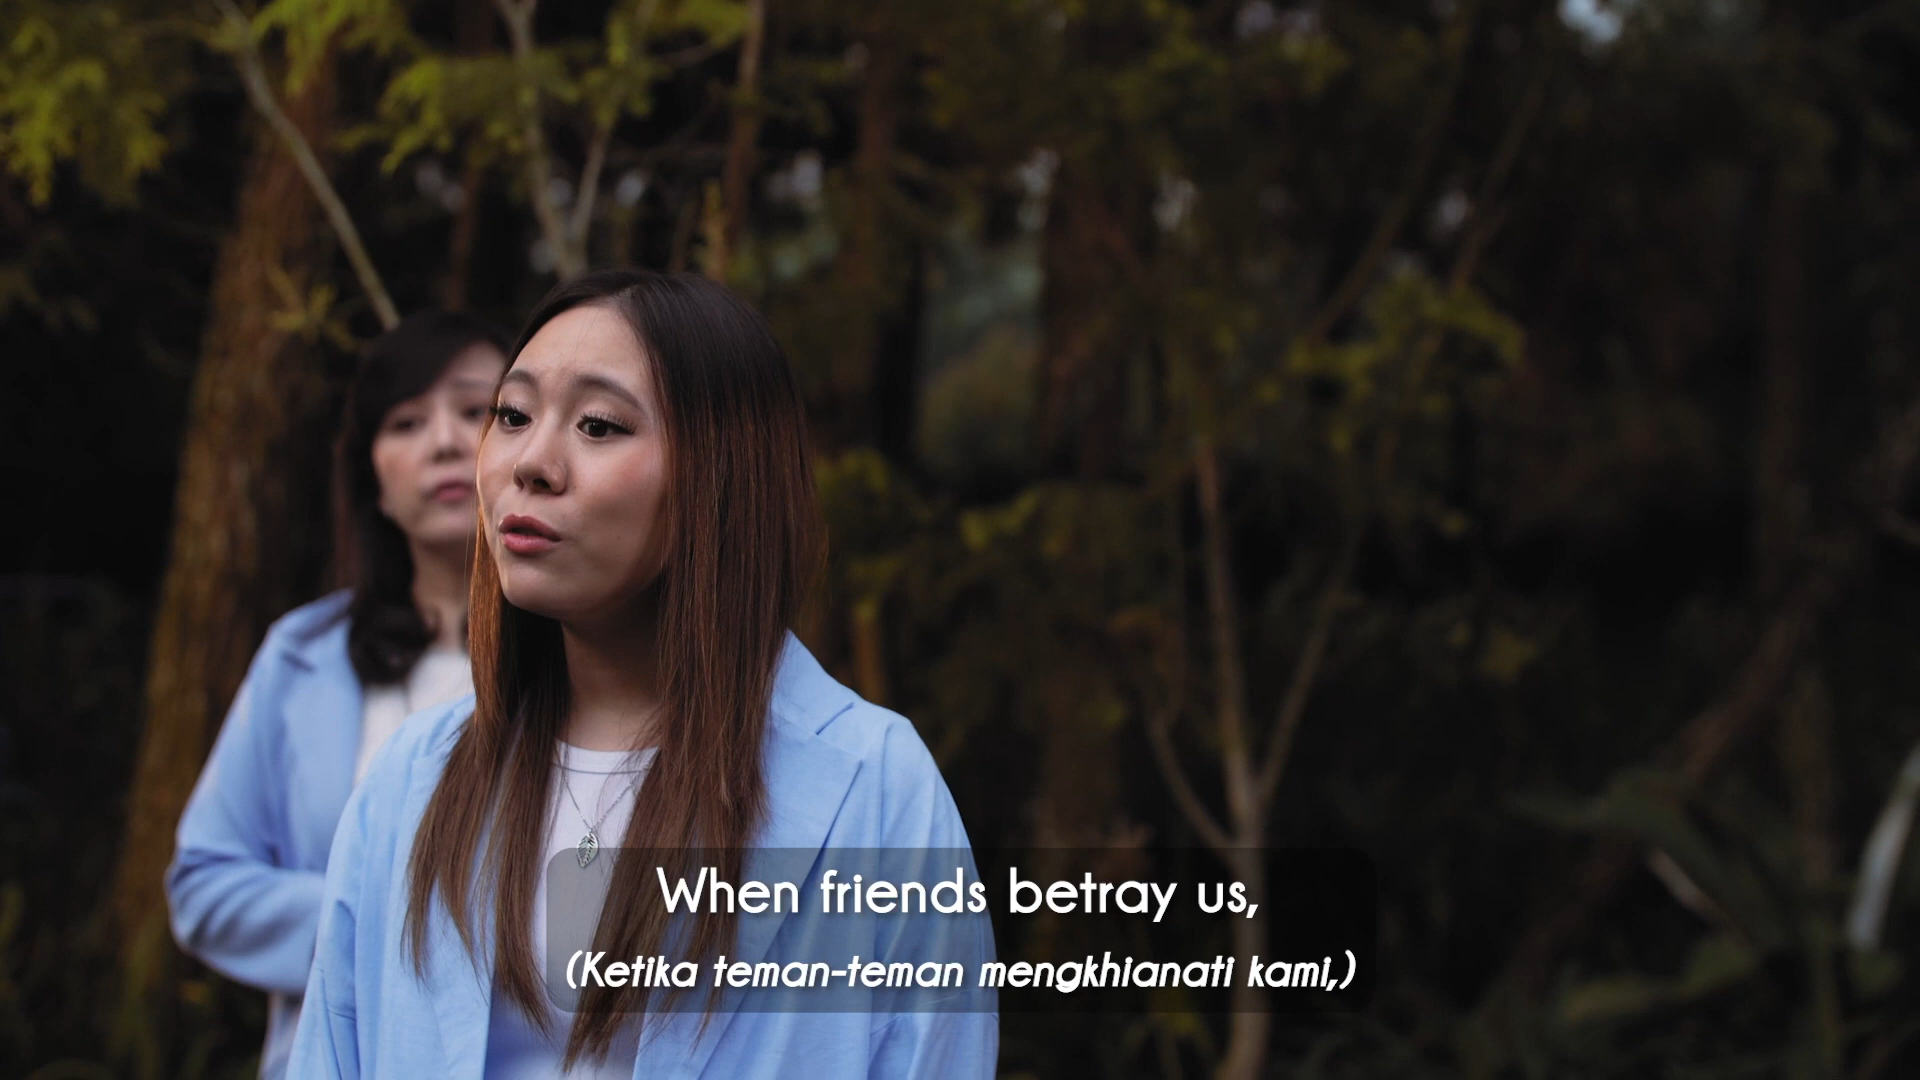 When friends betray us,
(Ketika teman-teman mengkhianati kami,)